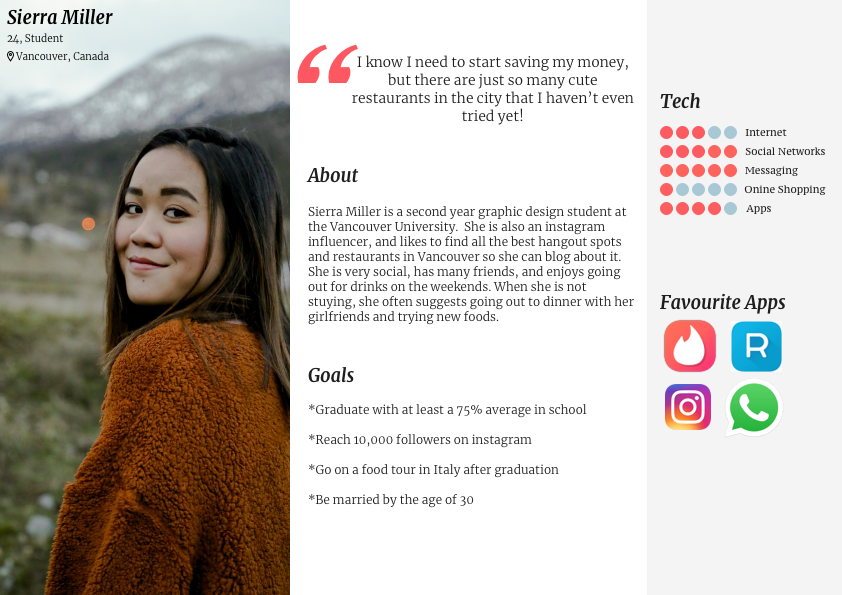 Sierra Miller
24, Student
Vancouver, Canada
I know I need to start saving my money,
but there are just so many cute
restaurants in the city that I haven't even
tried yet!
About
Sierra Miller is a second year graphic design student at
the Vancouver University.  She is also an instagram
influencer, and likes to find all the best hangout spots
and restaurants in Vancouver so she can blog about it.
She is very social, has many friends, and enjoys going
out for drinks on the weekends. When she is not
stuying, she often suggests going out to dinner with her
girlfriends and trying new foods.
Goals
*Graduate with at least a 75% average in school
*Reach 10,000 followers on instagram
*Go on a food tour in Italy after graduation
*Be married by the age of 30
Tech
Internet
Social Networks
Messaging
Onine Shopping
Apps
Favourite Apps
R